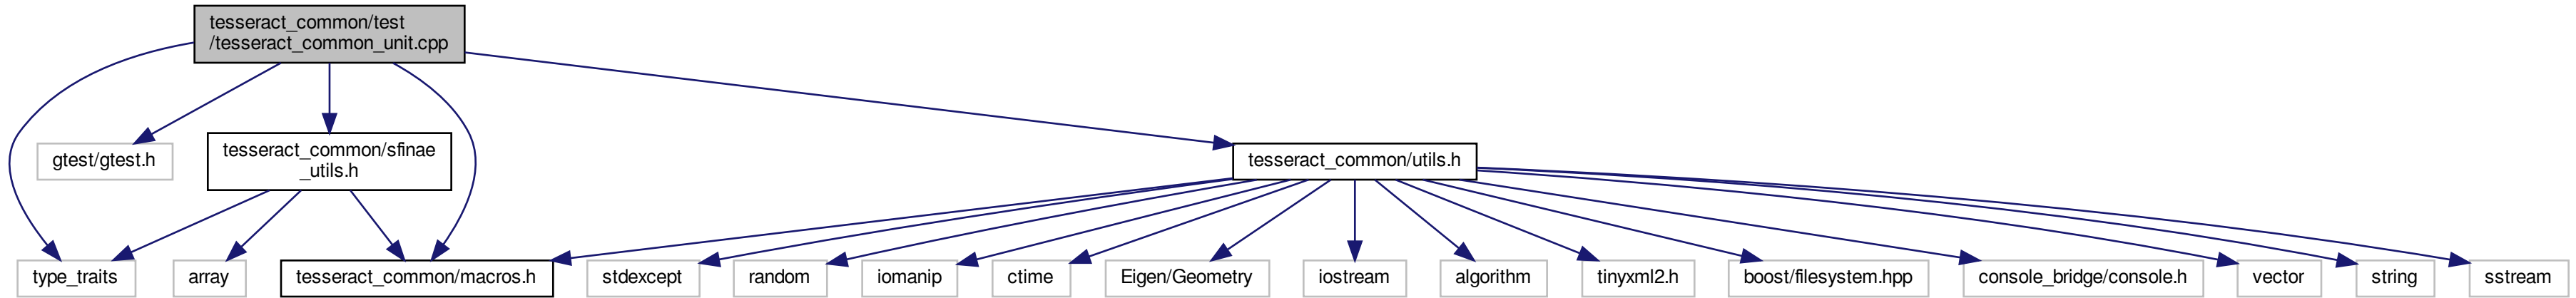 tesseract_common/test
/tesseract_common_unit.cpp
gtest/gtest.h
tesseract_common/sfinae
_utils.h
tesseract_common/utils.h
type_traits
array
tesseract_common/macros.h
stdexcept
random
iomanip
ctime
Eigen/Geometry
iostream
algorithm
tinyxml2.h
boost/filesystem.hpp
console_bridge/console.h
vector
string
sstream